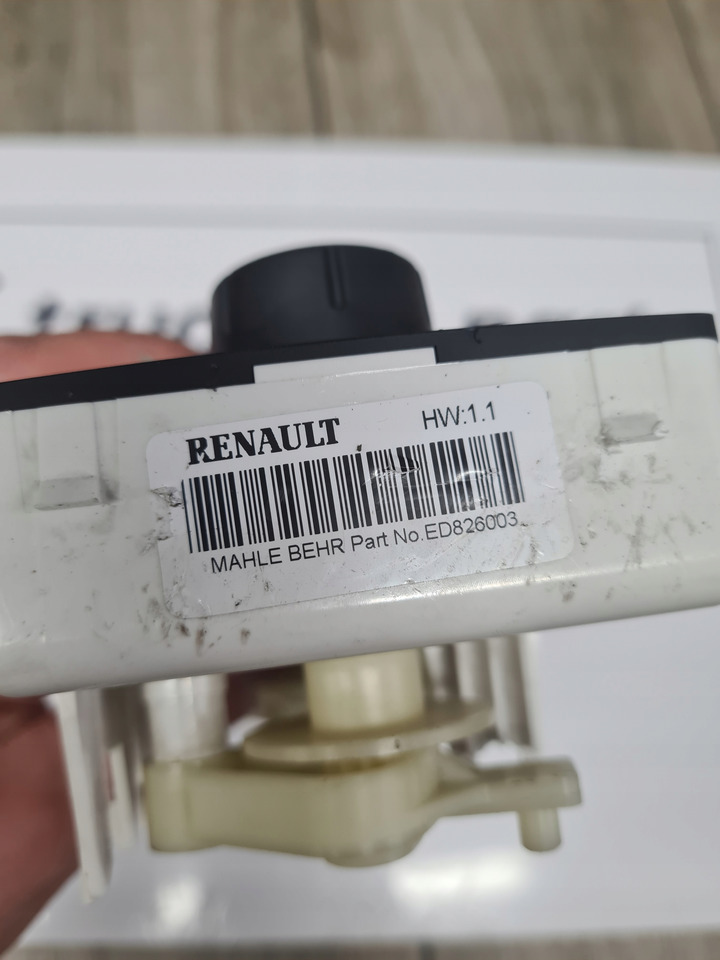 RENAULT HW:1.1
MAHLE BEHR Part No.ED826003